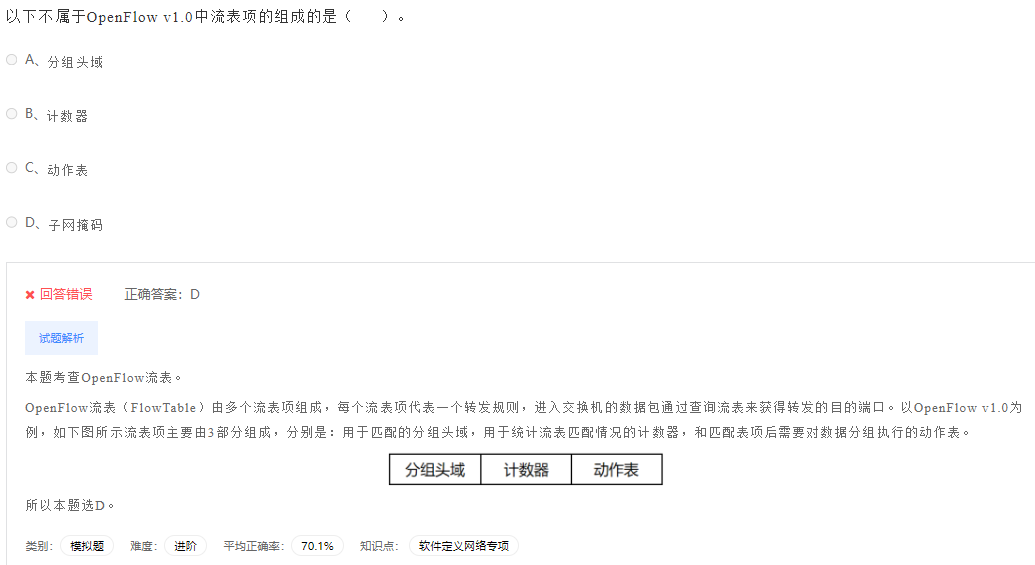 以下不属于OpenFlow v1.0中流表项的组成的是（　　）。
A、分组头域
B、计数器
C、动作表
D、子网掩码
回答错误 正确答案：D
试题解析
本题考查OpenFlow流表。
OpenFlow流表（FlowTable）由多个流表项组成，每个流表项代表一个转发规则，进入交换机的数据包通过查询流表来获得转发的目的端口。以OpenFlow v1.0为
例，如下图所示流表项主要由3部分组成，分别是：用于匹配的分组头域，用于统计流表匹配情况的计数器，和匹配表项后需要对数据分组执行的动作表。
分组头域 计数器 动作表
所以本题选D。
类别： 模拟题 难度： 进阶 平均正确率： 70.1% 知识点： 软件定义网络专项